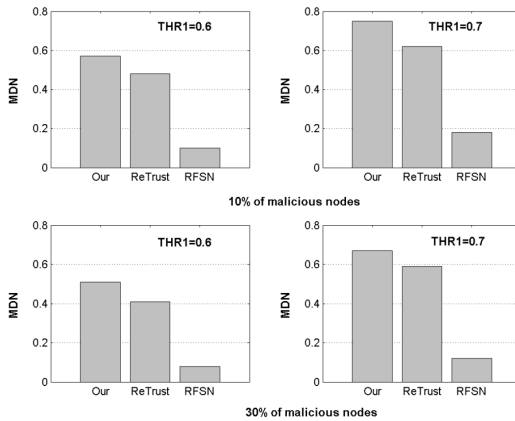 THR1=0.6
0.8
0.6
0.4
0.2
0
MDN
Our ReTrust RFSN
THR1=0.7
0.8
0.6
0.4
0.2
0
MDN
Our ReTrust RFSN
10% of malicious nodes
THR1=0.6
0.8
0.6
0.4
0.2
0
MDN
Our ReTrust RFSN
THR1=0.7
0.8
0.6
0.4
0.2
0
MDN
Our ReTrust RFSN
30% of malicious nodes